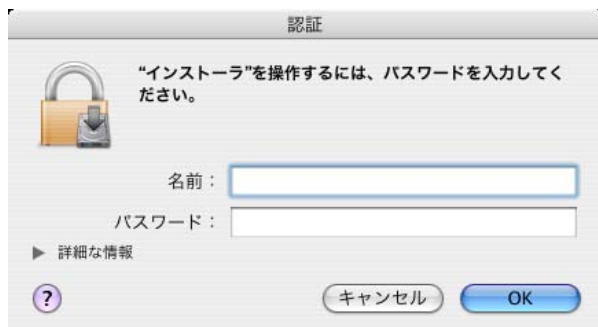 認証
“インストーラ”を操作するには、パスワードを入力してく
ださい。
名前：
パスワード：
▶ 詳細な情報
?
キャンセル
OK